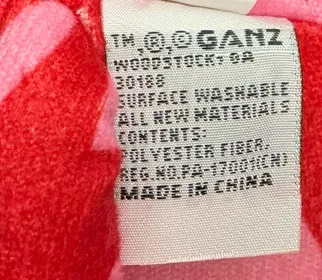 TM,®,©GANZ
WOODSTOCK, GA
30188
SURFACE WASHABLE
ALL NEW MATERIALS
CONTENTS:
POLYESTER FIBER.
REG.NO.PA-17001(CN)
MADE IN CHINA